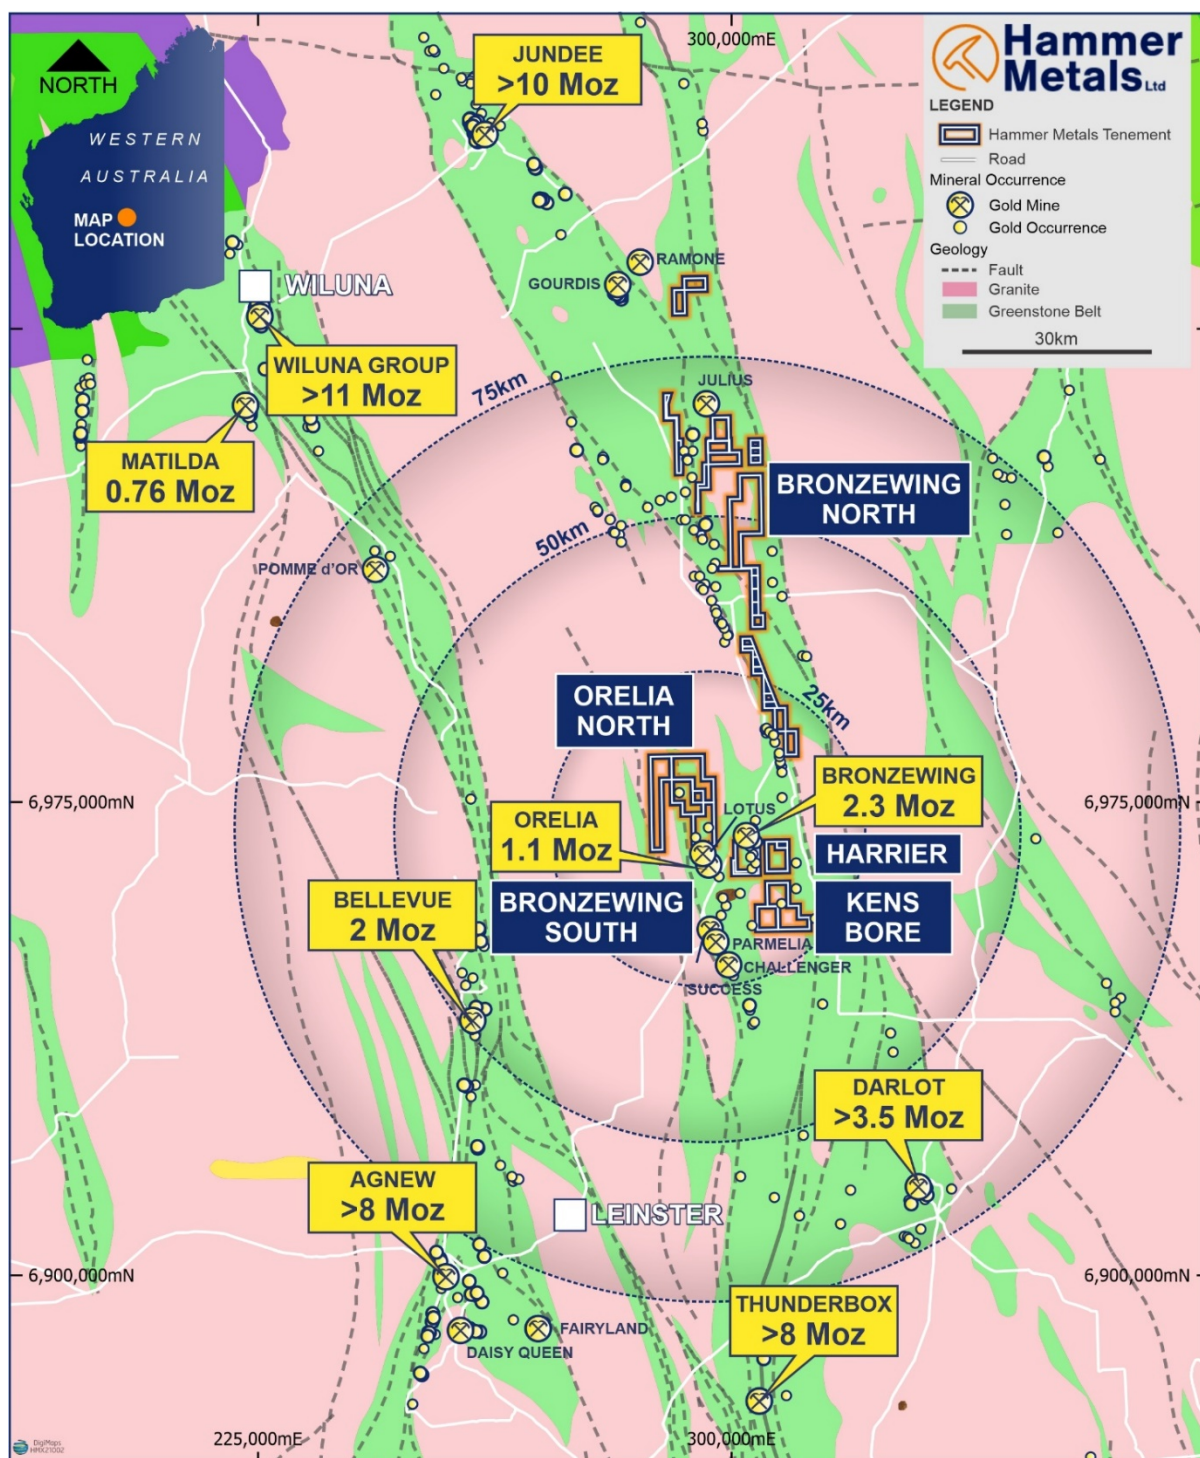 NORTH
WESTERN
AUSTRALIA
MAP
LOCATION
300,000mE
Hammer
Metals Ltd
LEGEND
Hammer Metals Tenement
Road
Mineral Occurrence
Gold Mine
Gold Occurrence
Geology
Fault
Granite
Greenstone Belt
30km
JUNDEE
>10 Moz
RAMONE
GOURDIS
WILUNA
WILUNA GROUP
>11 Moz
MATILDA
0.76 Moz
75km
JULIUS
BRONZEWING
NORTH
50km
POMME d'OR
25km
ORELIA
NORTH
6,975,000mN
6,975,000mN
BRONZEWING
2.3 Moz
LOTUS
ORELIA
1.1 Moz
HARRIER
BELLEVUE
2 Moz
BRONZEWING
SOUTH
KENS
BORE
PARMELIA
CHALLENGER
SUCCESS
DARLOT
>3.5 Moz
AGNEW
>8 Moz
LEINSTER
6,900,000mN
6,900,000mN
THUNDERBOX
>8 Moz
FAIRYLAND
DAISY QUEEN
DigiMaps
HMX21002
225,000mE
300,000mE